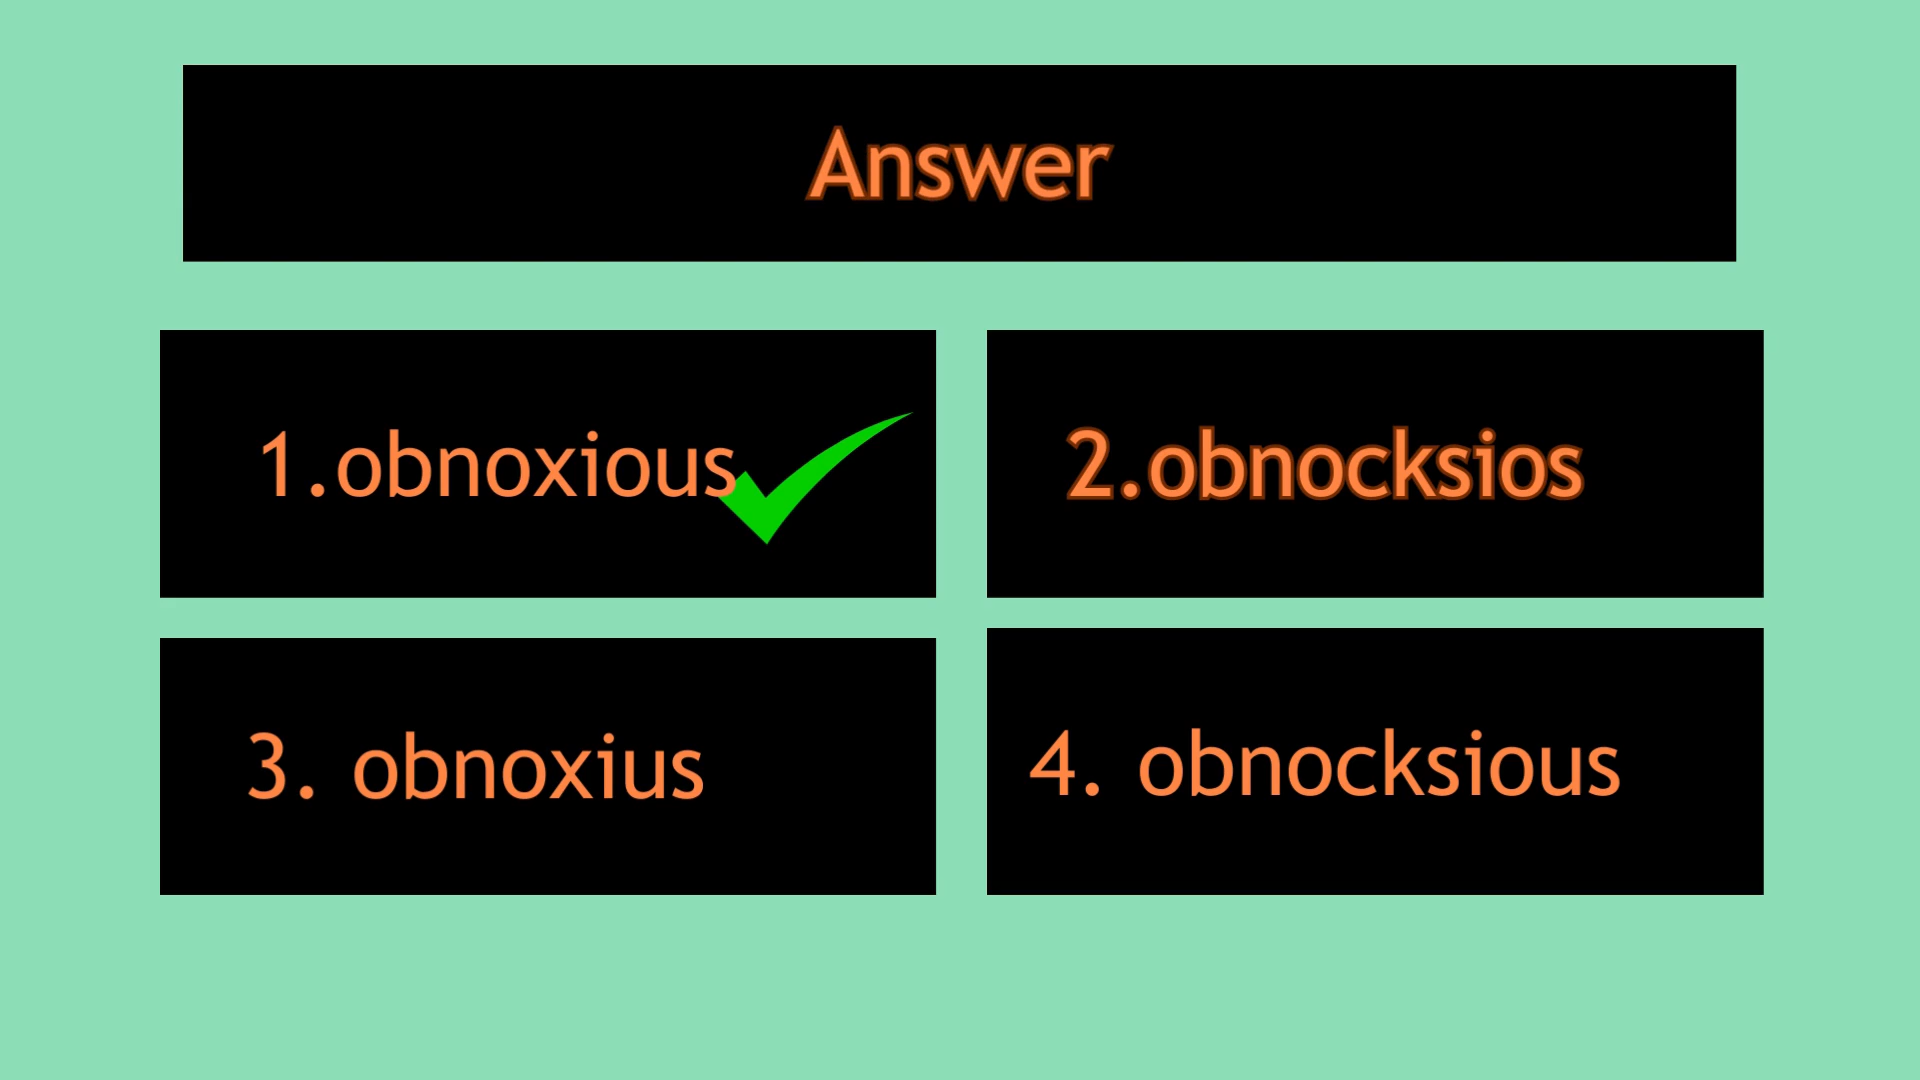 Answer
1.obnoxious
2.obnocksios
3. obnoxius
4. obnocksious